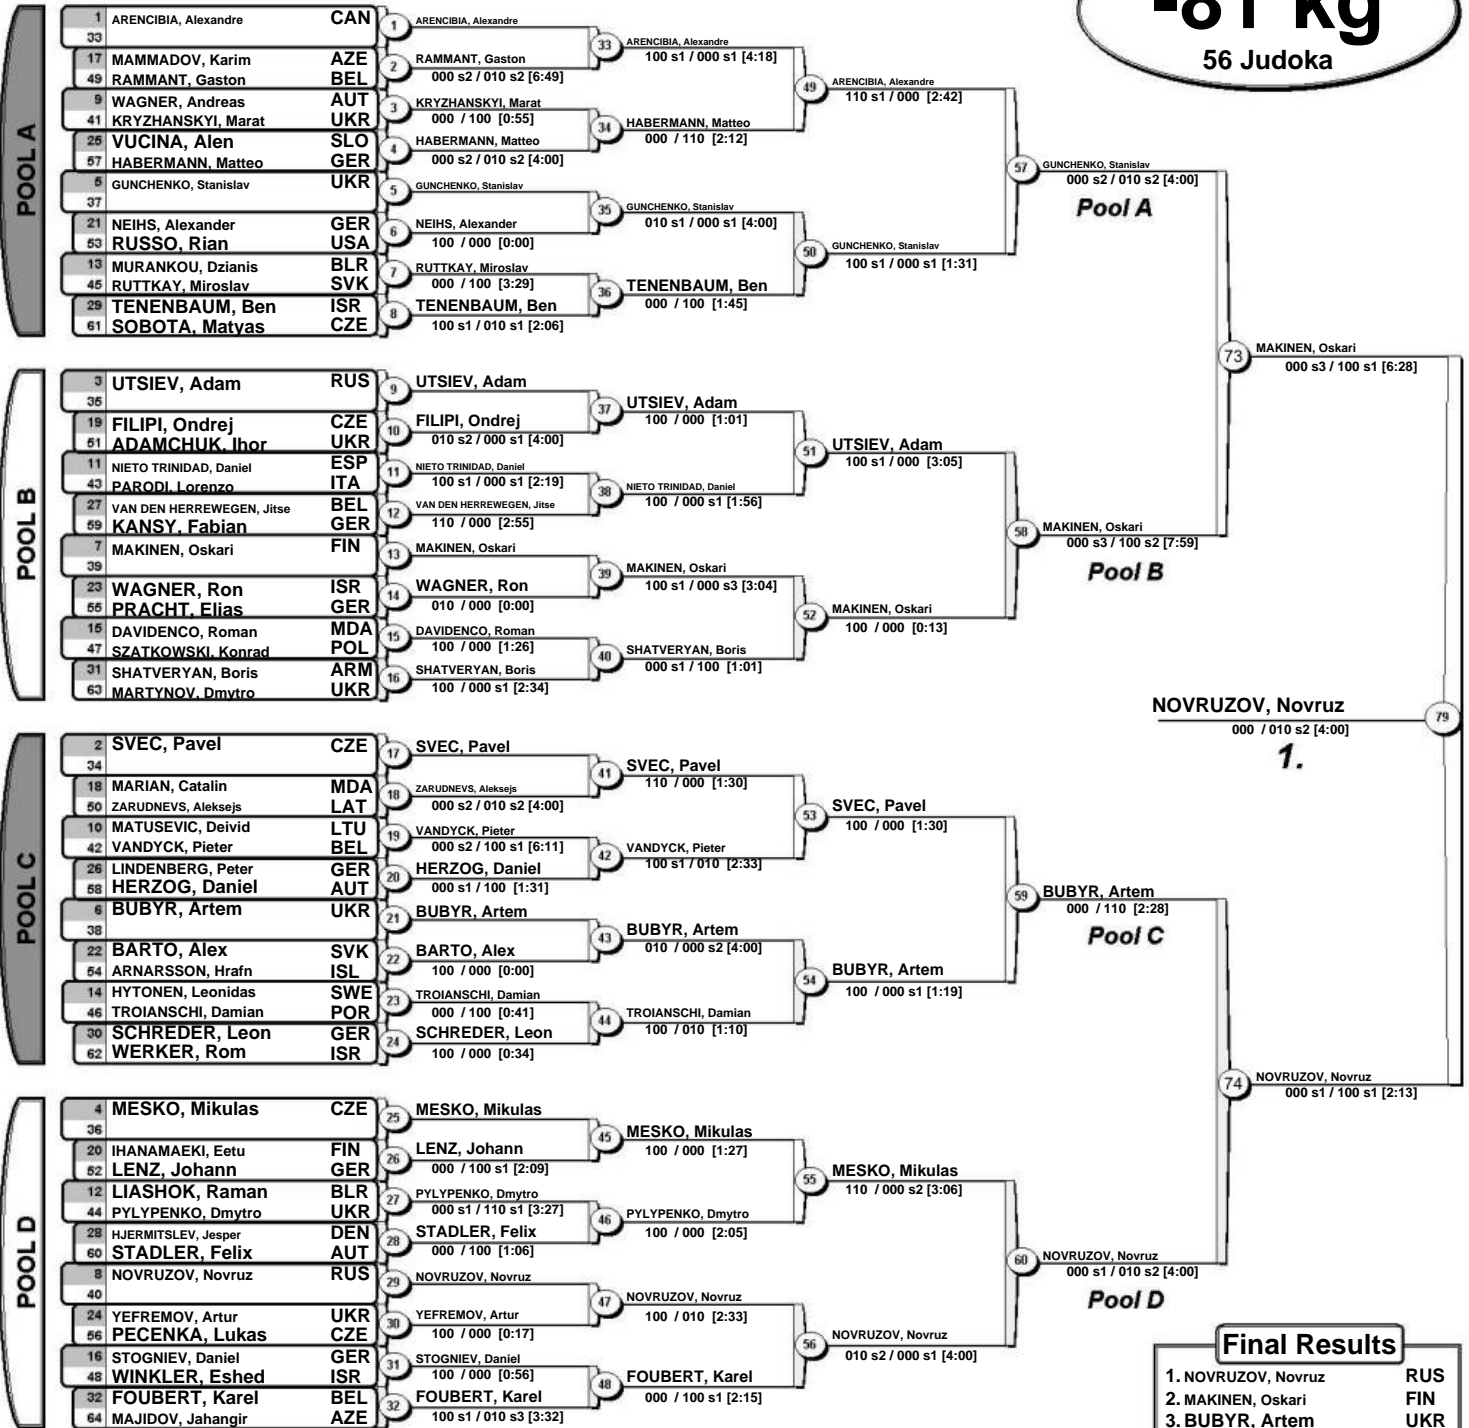 -81 kg
56 Judoka
POOL A
1 ARENCIBIA, Alexandre CAN
33
17 MAMMADOV, Karim AZE
49 RAMMANT, Gaston BEL
9 WAGNER, Andreas AUT
41 KRYZHANSKYI, Marat UKR
25 VUCINA, Alen SLO
57 HABERMANN, Matteo GER
5 GUNCHENKO, Stanislav UKR
37
21 NEIHS, Alexander GER
53 RUSSO, Rian USA
13 MURANKOU, Dzianis BLR
45 RUTTKAY, Miroslav SVK
29 TENENBAUM, Ben ISR
61 SOBOTA, Matyas CZE
1 ARENCIBIA, Alexandre
2 RAMMANT, Gaston
000 s2 / 010 s2 [6:49]
3 KRYZHANSKYI, Marat
000 / 100 [0:55]
4 HABERMANN, Matteo
000 s2 / 010 s2 [4:00]
5 GUNCHENKO, Stanislav
6 NEIHS, Alexander
100 / 000 [0:00]
7 RUTTKAY, Miroslav
000 / 100 [3:29]
8 TENENBAUM, Ben
100 s1 / 010 s1 [2:06]
33 ARENCIBIA, Alexandre
100 s1 / 000 s1 [4:18]
34 HABERMANN, Matteo
000 / 110 [2:12]
35 GUNCHENKO, Stanislav
010 s1 / 000 s1 [4:00]
36 TENENBAUM, Ben
000 / 100 [1:45]
49 ARENCIBIA, Alexandre
110 s1 / 000 [2:42]
50 GUNCHENKO, Stanislav
100 s1 / 000 s1 [1:31]
57 GUNCHENKO, Stanislav
000 s2 / 010 s2 [4:00]
Pool A
POOL B
3 UTSIEV, Adam RUS
35
19 FILIPI, Ondrej CZE
51 ADAMCHUK, Ihor UKR
11 NIETO TRINIDAD, Daniel ESP
43 PARODI, Lorenzo ITA
27 VAN DEN HERREWEGEN, Jitse BEL
59 KANSY, Fabian GER
7 MAKINEN, Oskari FIN
39
23 WAGNER, Ron ISR
55 PRACHT, Elias GER
15 DAVIDENCO, Roman MDA
47 SZATKOWSKI, Konrad POL
31 SHATVERYAN, Boris ARM
63 MARTYNOV, Dmytro UKR
9 UTSIEV, Adam
10 FILIPI, Ondrej
010 s2 / 000 s1 [4:00]
11 NIETO TRINIDAD, Daniel
100 s1 / 000 s1 [2:19]
12 VAN DEN HERREWEGEN, Jitse
110 / 000 [2:55]
13 MAKINEN, Oskari
14 WAGNER, Ron
010 / 000 [0:00]
15 DAVIDENCO, Roman
100 / 000 [1:26]
16 SHATVERYAN, Boris
100 / 000 s1 [2:34]
37 UTSIEV, Adam
100 / 000 [1:01]
38 NIETO TRINIDAD, Daniel
100 / 000 s1 [1:56]
39 MAKINEN, Oskari
100 s1 / 000 s3 [3:04]
40 SHATVERYAN, Boris
000 s1 / 100 [1:01]
51 UTSIEV, Adam
100 s1 / 000 [3:05]
52 MAKINEN, Oskari
100 / 000 [0:13]
58 MAKINEN, Oskari
000 s3 / 100 s2 [7:59]
Pool B
73 MAKINEN, Oskari
000 s3 / 100 s1 [6:28]
NOVRUZOV, Novruz
79
000 / 010 s2 [4:00]
1.
POOL C
2 SVEC, Pavel CZE
34
18 MARIAN, Catalin MDA
50 ZARUDNEVS, Aleksejs LAT
10 MATUSEVIC, Deivid LTU
42 VANDYCK, Pieter BEL
26 LINDENBERG, Peter GER
58 HERZOG, Daniel AUT
6 BUBYR, Artem UKR
38
22 BARTO, Alex SVK
54 ARNARSSON, Hrafn ISL
14 HYTONEN, Leonidas SWE
46 TROIANSCHI, Damian POR
30 SCHREDER, Leon GER
62 WERKER, Rom ISR
17 SVEC, Pavel
18 ZARUDNEVS, Aleksejs
000 s2 / 010 s2 [4:00]
19 VANDYCK, Pieter
000 s2 / 100 s1 [6:11]
20 HERZOG, Daniel
000 s1 / 100 [1:31]
21 BUBYR, Artem
22 BARTO, Alex
100 / 000 [0:00]
23 TROIANSCHI, Damian
000 / 100 [0:41]
24 SCHREDER, Leon
100 / 000 [0:34]
41 SVEC, Pavel
110 / 000 [1:30]
42 VANDYCK, Pieter
100 s1 / 010 [2:33]
43 BUBYR, Artem
010 / 000 s2 [4:00]
44 TROIANSCHI, Damian
100 / 010 [1:10]
53 SVEC, Pavel
100 / 000 [1:30]
54 BUBYR, Artem
100 / 000 s1 [1:19]
59 BUBYR, Artem
000 / 110 [2:28]
Pool C
74 NOVRUZOV, Novruz
000 s1 / 100 s1 [2:13]
POOL D
4 MESKO, Mikulas CZE
36
20 IHANAMAEKI, Eetu FIN
52 LENZ, Johann GER
12 LIASHOK, Raman BLR
44 PYLYPENKO, Dmytro UKR
28 HJERMITSLEV, Jesper DEN
60 STADLER, Felix AUT
8 NOVRUZOV, Novruz RUS
40
24 YEFREMOV, Artur UKR
56 PECENKA, Lukas CZE
16 STOGNIEV, Daniel GER
48 WINKLER, Eshed ISR
32 FOUBERT, Karel BEL
64 MAJIDOV, Jahangir AZE
25 MESKO, Mikulas
26 LENZ, Johann
000 / 100 s1 [2:09]
27 PYLYPENKO, Dmytro
000 s1 / 110 s1 [3:27]
28 STADLER, Felix
000 / 100 [1:06]
29 NOVRUZOV, Novruz
30 YEFREMOV, Artur
100 / 000 [0:17]
31 STOGNIEV, Daniel
100 / 000 [0:56]
32 FOUBERT, Karel
100 s1 / 010 s3 [3:32]
45 MESKO, Mikulas
100 / 000 [1:27]
46 PYLYPENKO, Dmytro
100 / 000 [2:05]
47 NOVRUZOV, Novruz
100 / 010 [2:33]
48 FOUBERT, Karel
000 / 100 s1 [2:15]
55 MESKO, Mikulas
110 / 000 s2 [3:06]
56 NOVRUZOV, Novruz
010 s2 / 000 s1 [4:00]
60 NOVRUZOV, Novruz
000 s1 / 010 s2 [4:00]
Pool D
Final Results
1. NOVRUZOV, Novruz RUS
2. MAKINEN, Oskari FIN
3. BUBYR, Artem UKR